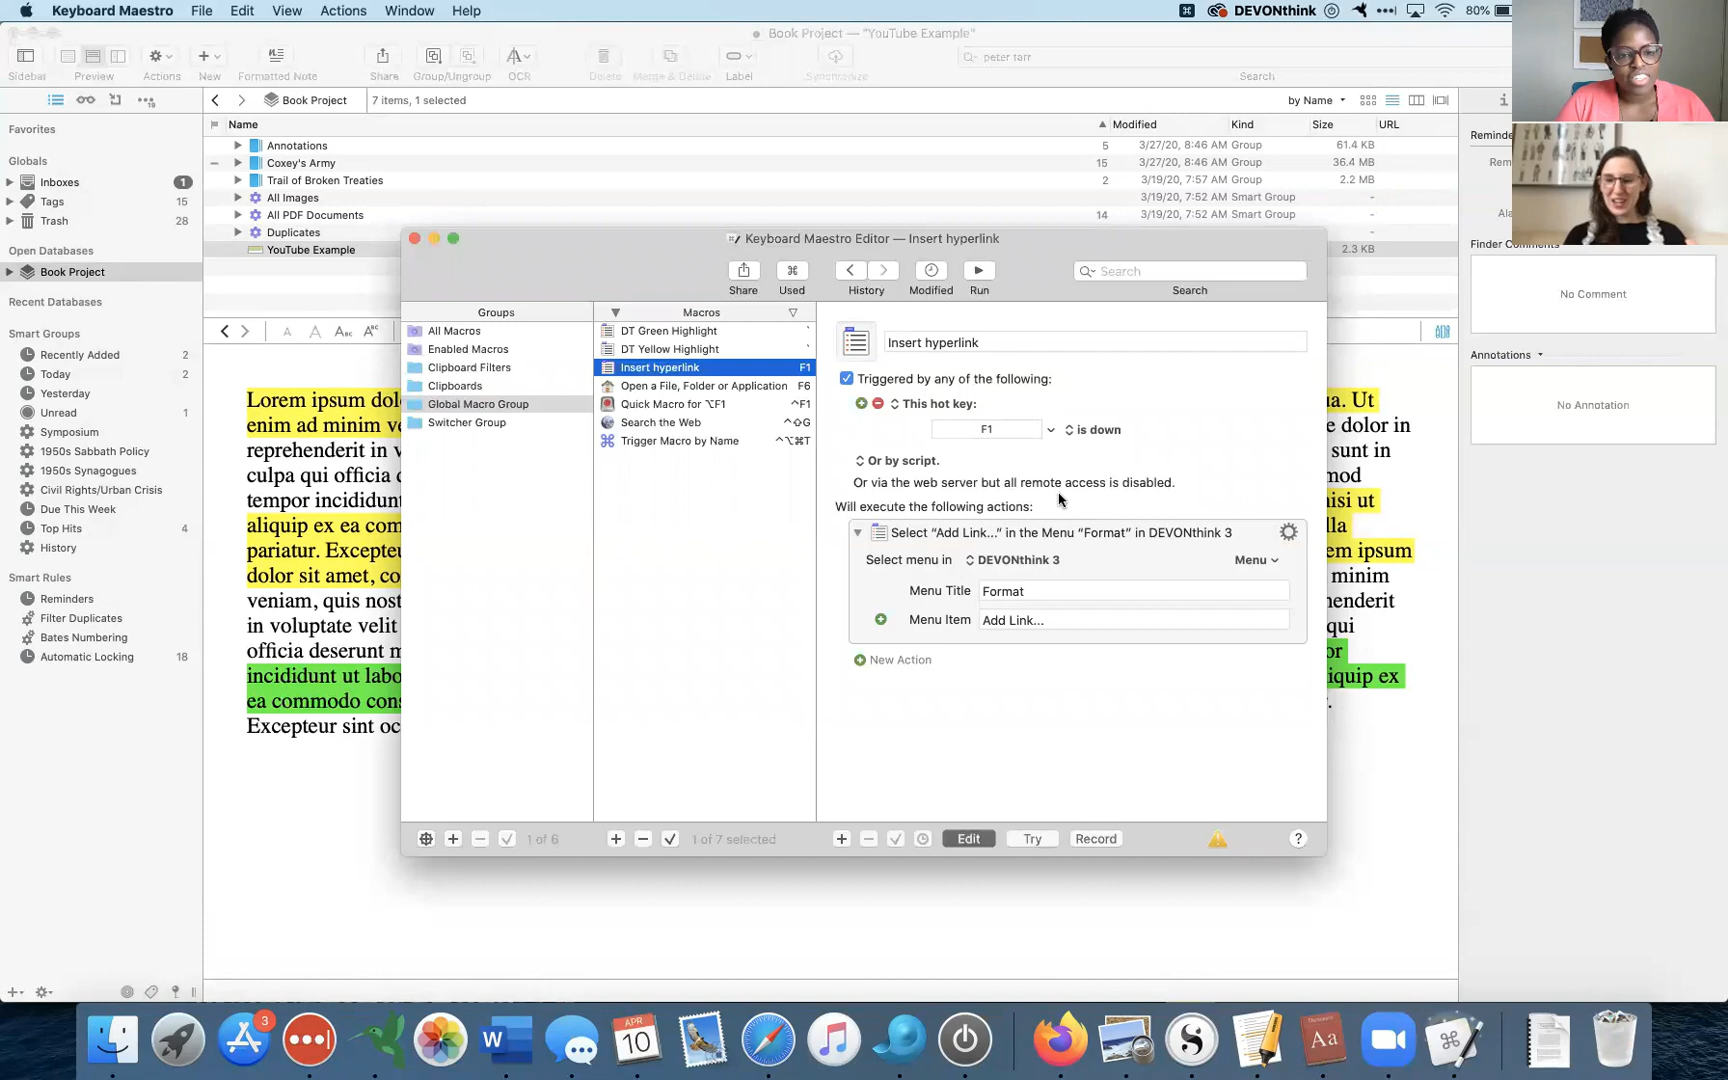 Keyboard Maestro File Edit View Actions Window Help DEVONthink 80%
Book Project — "YouTube Example"
Sidebar Preview Actions New Formatted Note Share Group/Ungroup OCR Delete Merge & Delete Label Synchronize peter tarr Search
Book Project 7 items, 1 selected by Name
Name Modified Kind Size URL
Annotations 5 3/27/20, 8:46 AM Group 61.4 KB
Coxey's Army 15 3/27/20, 8:46 AM Group 36.4 MB
Trail of Broken Treaties 2 3/19/20, 7:57 AM Group 2.2 MB
All Images 3/19/20, 7:52 AM Smart Group -
All PDF Documents 14 3/19/20, 7:52 AM Smart Group -
Duplicates
YouTube Example 2.3 KB
Favorites
Globals
Inboxes 1
Tags 15
Trash 28
Open Databases
Book Project
Recent Databases
Smart Groups
Recently Added 2
Today 2
Yesterday
Unread 1
Symposium
1950s Sabbath Policy
1950s Synagogues
Civil Rights/Urban Crisis
Due This Week
Top Hits 4
History
Smart Rules
Reminders
Filter Duplicates
Bates Numbering
Automatic Locking 18
Keyboard Maestro Editor — Insert hyperlink
Share Used History Modified Run Search
Search
Groups
All Macros
Enabled Macros
Clipboard Filters
Clipboards
Global Macro Group
Switcher Group
Macros
DT Green Highlight `
DT Yellow Highlight `
Insert hyperlink F1
Open a File, Folder or Application F6
Quick Macro for ⌥F1 ^F1
Search the Web ^⇧G
Trigger Macro by Name ^⌥⌘T
Insert hyperlink
Triggered by any of the following:
This hot key:
F1 is down
Or by script.
Or via the web server but all remote access is disabled.
Will execute the following actions:
Select “Add Link...” in the Menu “Format” in DEVONthink 3
Select menu in DEVONthink 3 Menu
Menu Title Format
Menu Item Add Link...
New Action
1 of 6 1 of 7 selected Edit Try Record ?
Lorem ipsum dol
enim ad minim ve
reprehenderit in v
culpa qui officia d
tempor incididunt
aliquip ex ea com
pariatur. Excepteu
dolor sit amet, co
veniam, quis nost
in voluptate velit
officia deserunt m
incididunt ut labo
ea commodo cons
Excepteur sint oc
ua. Ut
e dolor in
sunt in
mod
nisi ut
lla
em ipsum
minim
henderit
qui
or
iquip ex
Finder Comments
No Comment
Annotations
No Annotation
3
APR
10
W
S
Aa